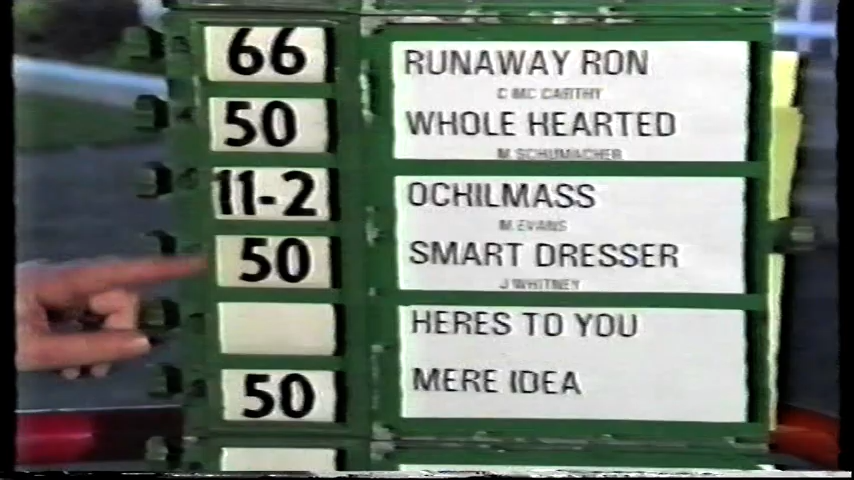 66 RUNAWAY RON
C MC CARTHY
50 WHOLE HEARTED
M SCHUMACHER
11-2 OCHILMASS
M EVANS
50 SMART DRESSER
J WHITNEY
HERES TO YOU
50 MERE IDEA